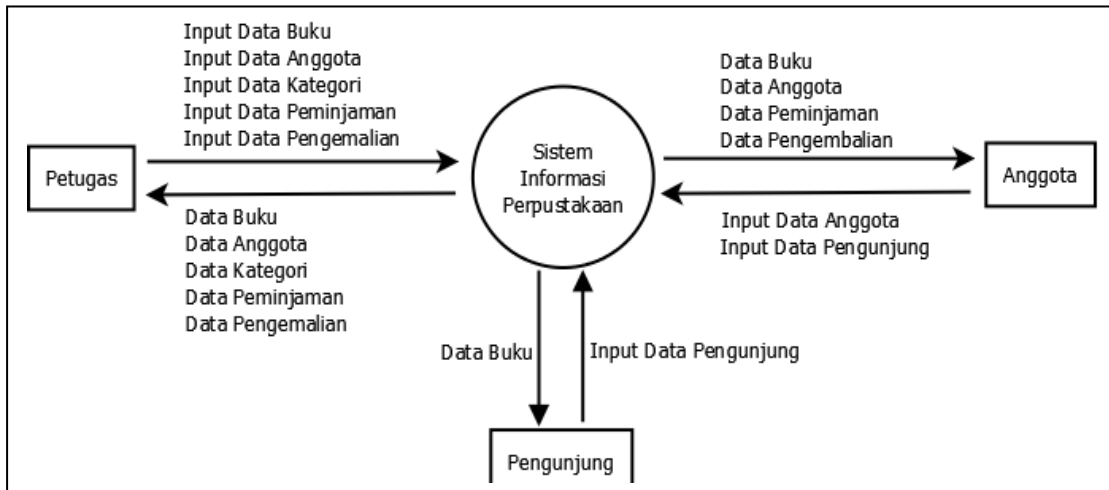 Input Data Buku
Input Data Anggota
Input Data Kategori
Input Data Peminjaman
Input Data Pengemalian
Petugas
Data Buku
Data Anggota
Data Kategori
Data Peminjaman
Data Pengemalian
Sistem
Informasi
Perpustakaan
Data Buku
Data Anggota
Data Peminjaman
Data Pengembalian
Anggota
Input Data Anggota
Input Data Pengunjung
Data Buku
Input Data Pengunjung
Pengunjung